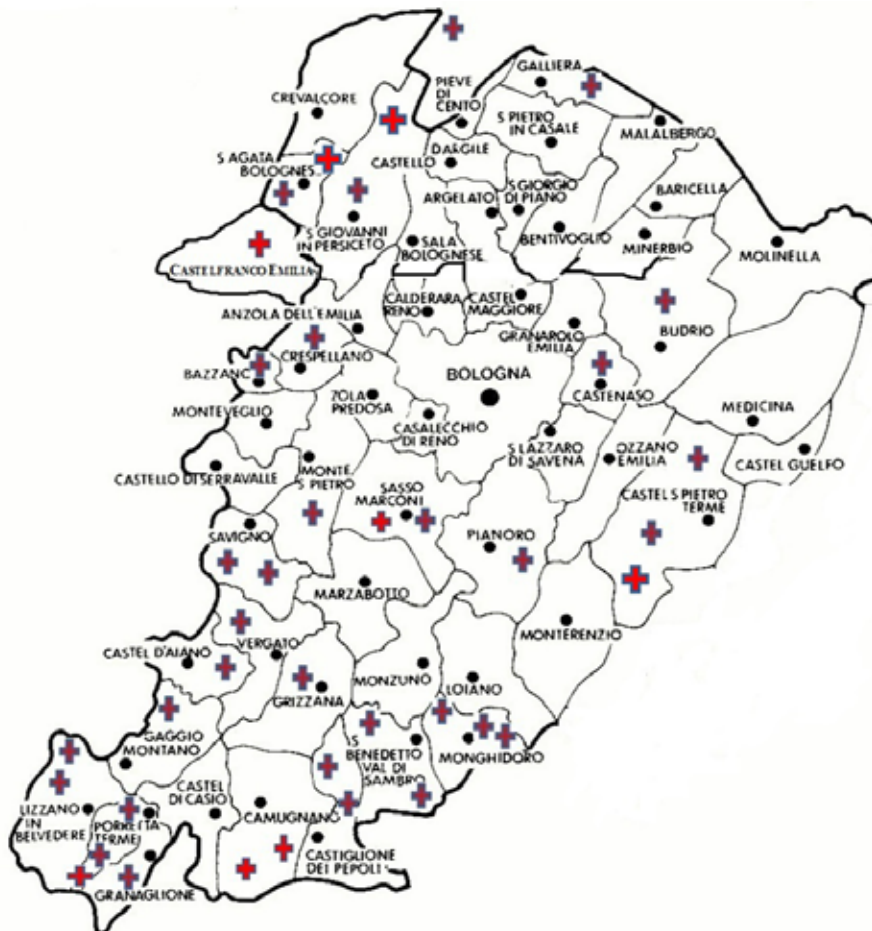 GALLIERA
PIEVE
DI
CENTO
CREVALCORE
S PIETRO
IN CASALE
MALALBERGO
S AGATA
BOLOGNES
CASTELLO
D'ARGILE
ARGELATO
S GIORGIO
DI PIANO
BARICELLA
S GIOVANNI
IN PERSICETO
SALA
BOLOGNESE
BENTIVOGLIO
MINERBIO
MOLINELLA
CASTELFRANCO EMILIA
CALDERARA
RENO
CASTEL
MAGGIORE
ANZOLA DELL'EMILIA
GRANAROLO
EMILIA
BUDRIO
CRESPELLANO
BAZZANC
BOLOGNA
CASTENASO
ZOLA
PREDOSA
MONTEVEGLIO
CASALECCHIO
DI RENO
MEDICINA
S LAZZARO
DI SAVENA
OZZANO
EMILIA
CASTEL GUELFO
CASTELLO DI SERRAVALLE
MONTE
S PIETRO
SASSO
MARCONI
CASTEL S PIETRO
TERME
SAVIGNO
PIANORO
MARZABOTTO
MONTERENZIO
VERGATO
CASTEL D'AIANO
MONZUNO
LOIANO
GRIZZANA
GAGGIO
MONTANO
S
BENEDETTO
VAL DI
SAMBRO
MONGHIDORO
CASTEL
DI CASIO
LIZZANO
IN
BELVEDERE
PORRETTA
TERME
CAMUGNANO
CASTIGLIONE
DEI PEPOLI
GRANAGLIONE